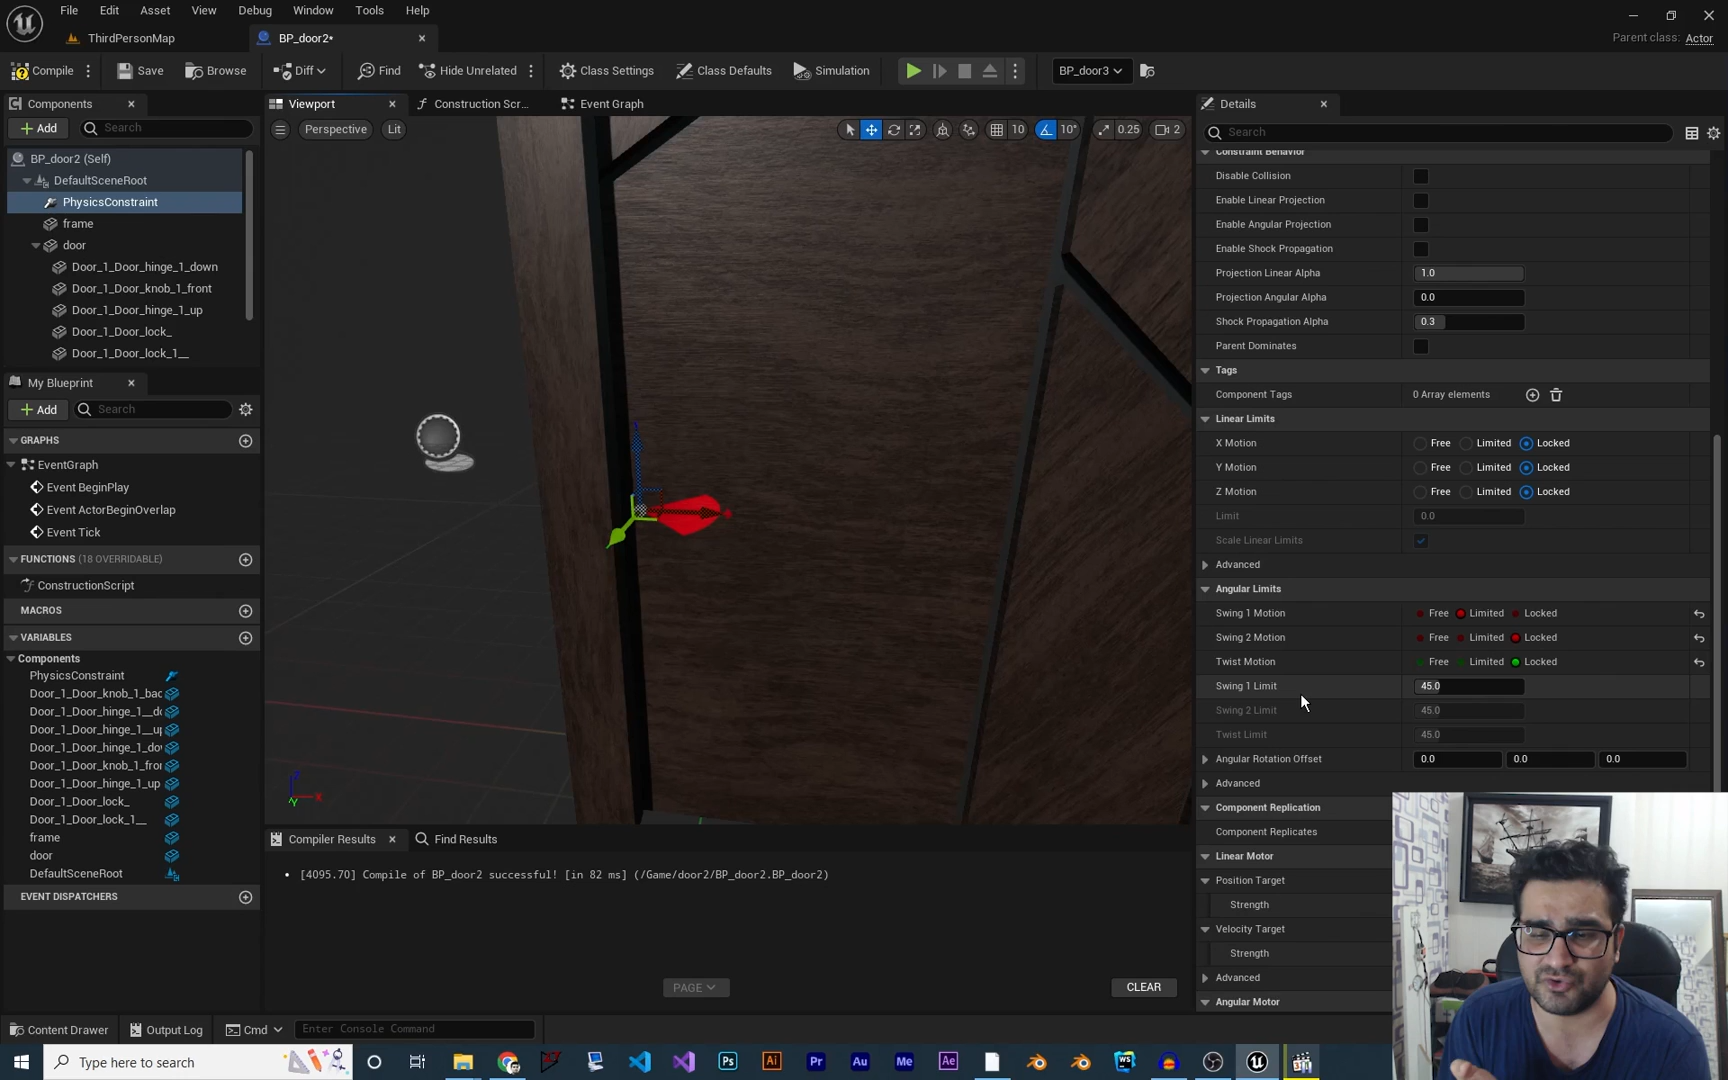 File Edit Asset View Debug Window Tools Help
ThirdPersonMap
BP_door2*
Parent class: Actor
Compile
Save
Browse
Diff
Find
Hide Unrelated
Class Settings
Class Defaults
Simulation
BP_door3
Components
Add
Search
BP_door2 (Self)
DefaultSceneRoot
PhysicsConstraint
frame
door
Door_1_Door_hinge_1_down
Door_1_Door_knob_1_front
Door_1_Door_hinge_1_up
Door_1_Door_lock_
Door_1_Door_lock_1__
My Blueprint
Add
Search
GRAPHS
EventGraph
Event BeginPlay
Event ActorBeginOverlap
Event Tick
FUNCTIONS (18 OVERRIDABLE)
ConstructionScript
MACROS
VARIABLES
Components
PhysicsConstraint
Door_1_Door_knob_1_bac
Door_1_Door_hinge_1__do
Door_1_Door_hinge_1__up
Door_1_Door_hinge_1_do
Door_1_Door_knob_1_fro
Door_1_Door_hinge_1_up
Door_1_Door_lock_
Door_1_Door_lock_1__
frame
door
DefaultSceneRoot
EVENT DISPATCHERS
Viewport
Construction Scr...
Event Graph
Perspective
Lit
10
10°
0.25
2
X
Y
Compiler Results
Find Results
[4095.70] Compile of BP_door2 successful! [in 82 ms] (/Game/door2/BP_door2.BP_door2)
PAGE
CLEAR
Details
Search
Constraint Behavior
Disable Collision
Enable Linear Projection
Enable Angular Projection
Enable Shock Propagation
Projection Linear Alpha 1.0
Projection Angular Alpha 0.0
Shock Propagation Alpha 0.3
Parent Dominates
Tags
Component Tags 0 Array elements
Linear Limits
X Motion Free Limited Locked
Y Motion Free Limited Locked
Z Motion Free Limited Locked
Limit 0.0
Scale Linear Limits
Advanced
Angular Limits
Swing 1 Motion Free Limited Locked
Swing 2 Motion Free Limited Locked
Twist Motion Free Limited Locked
Swing 1 Limit 45.0
Swing 2 Limit 45.0
Twist Limit 45.0
Angular Rotation Offset 0.0 0.0 0.0
Advanced
Component Replication
Component Replicates
Linear Motor
Position Target
Strength
Velocity Target
Strength
Advanced
Angular Motor
Content Drawer
Output Log
Cmd
Enter Console Command
Type here to search
Ps
Ai
Pr
Au
Me
Ae
WS